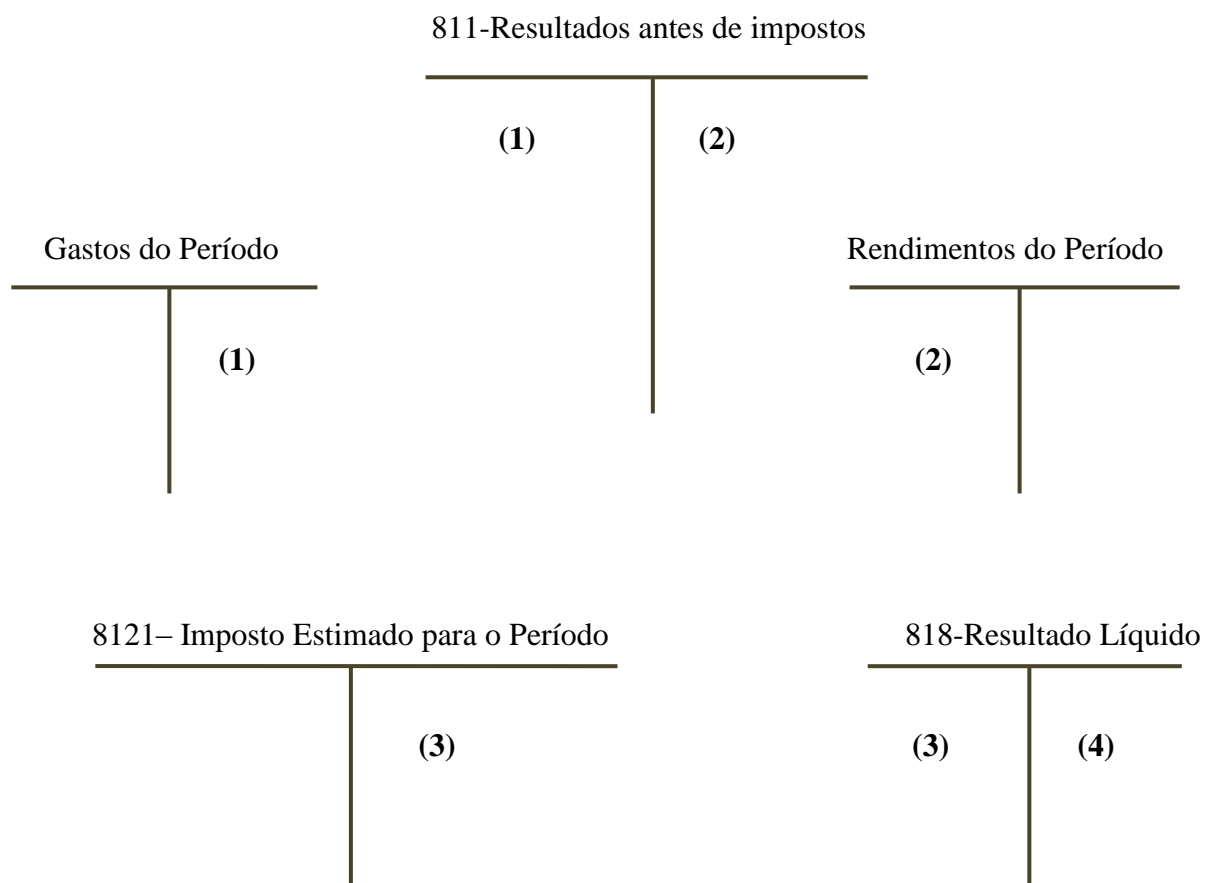 811-Resultados antes de impostos
(1) (2)
Gastos do Período
(1)
Rendimentos do Período
(2)
8121– Imposto Estimado para o Período
(3)
818-Resultado Líquido
(3) (4)